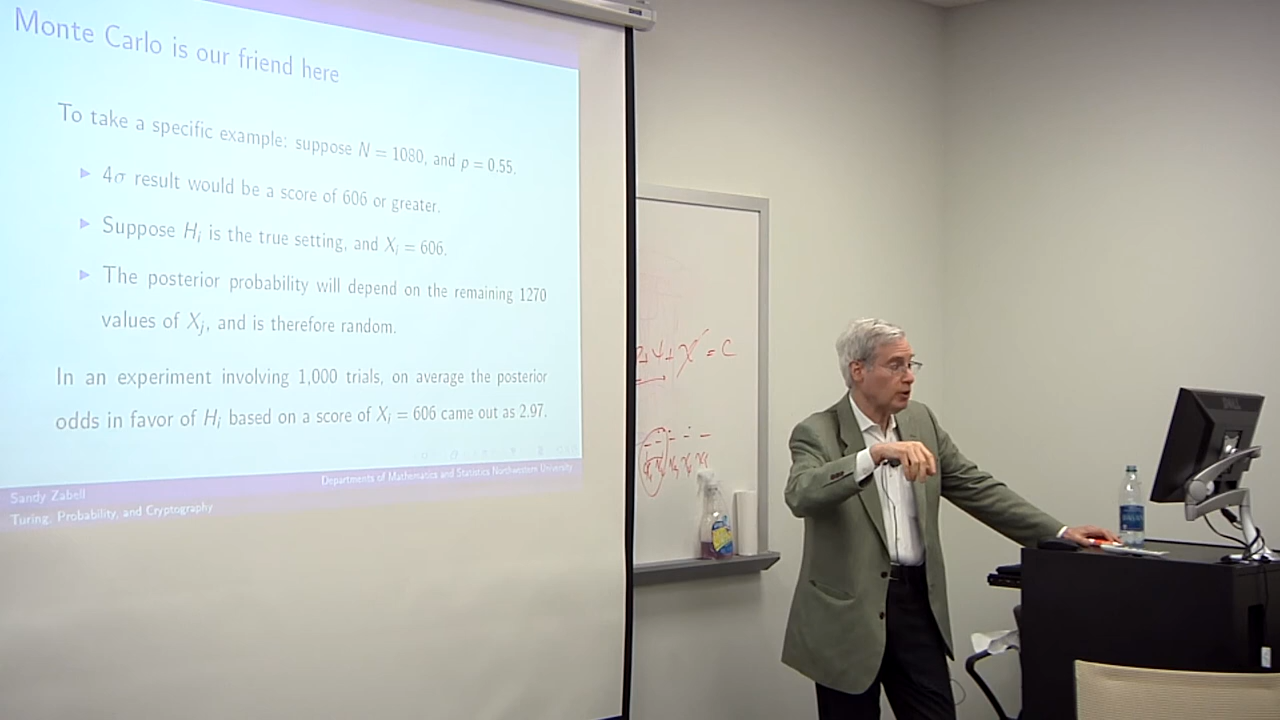 Monte Carlo is our friend here
To take a specific example: suppose N = 1080, and p = 0.55.
4σ result would be a score of 606 or greater.
Suppose Hᵢ is the true setting, and Xᵢ = 606.
The posterior probability will depend on the remaining 1270
values of Xⱼ, and is therefore random.
In an experiment involving 1,000 trials, on average the posterior
odds in favor of Hᵢ based on a score of Xᵢ = 606 came out as 2.97.
Departments of Mathematics and Statistics Northwestern University
Sandy Zabell
Turing, Probability, and Cryptography
= C
DELL